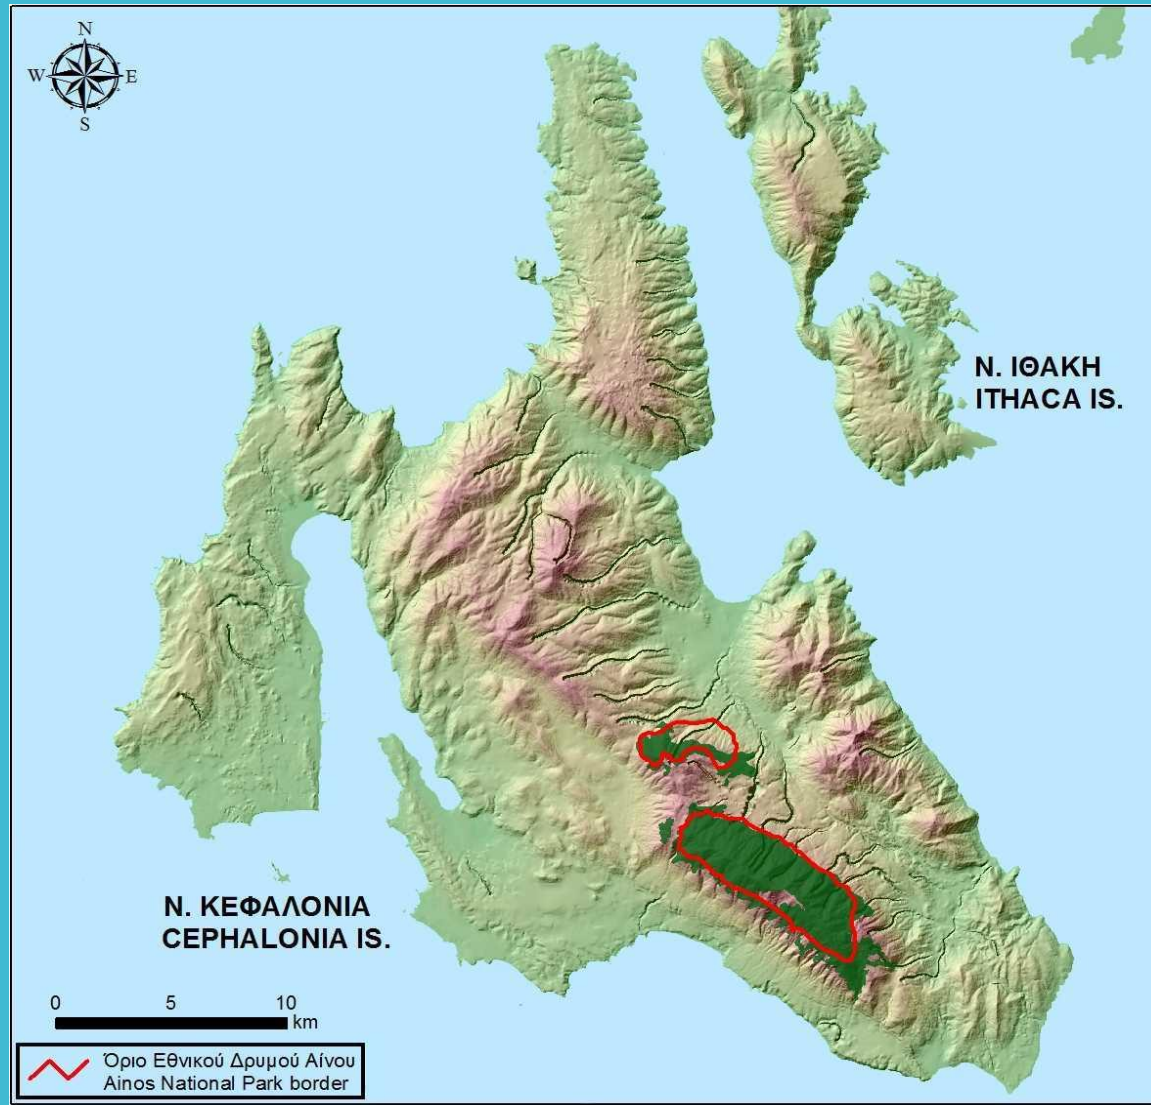 N
W E
S
Ν. ΙΘΑΚΗ
ITHACA IS.
Ν. ΚΕΦΑΛΟΝΙΑ
CEPHALONIA IS.
0 5 10
km
Όριο Εθνικού Δρυμού Αίνου
Ainos National Park border